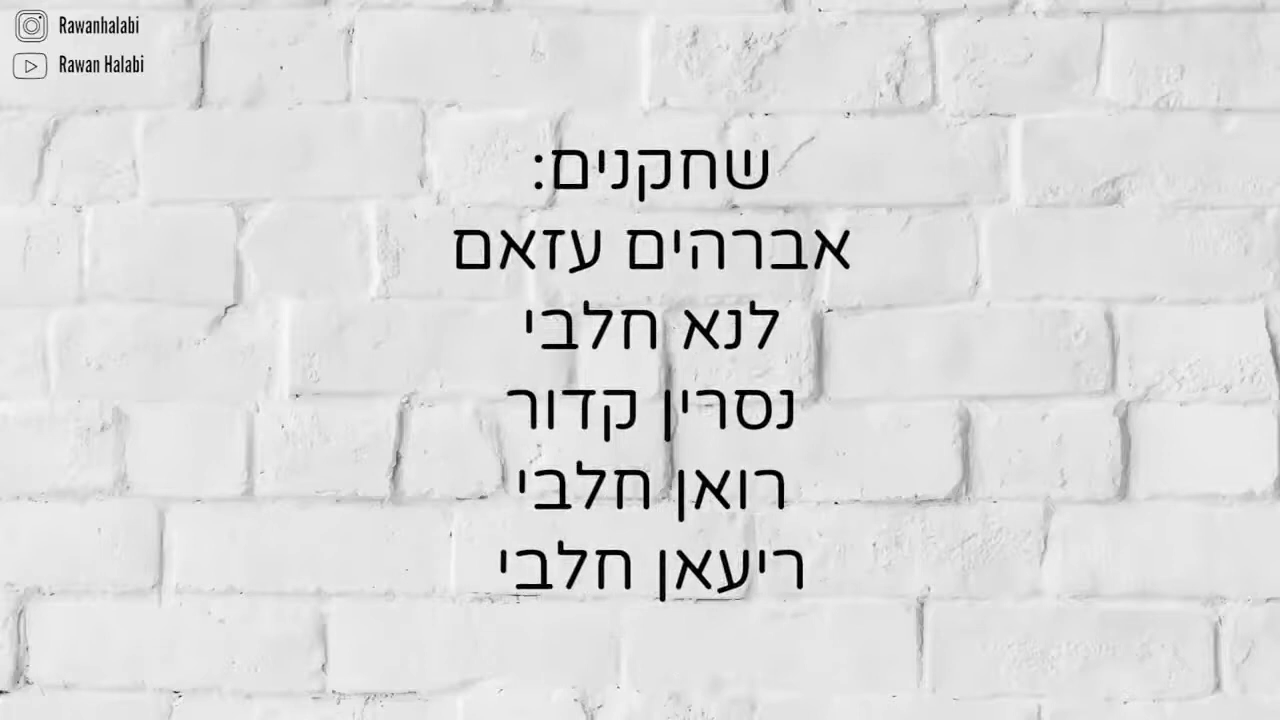 Rawanhalabi
Rawan Halabi
שחקנים:
אברהים עזאם
לנא חלבי
נסרין קדור
רואן חלבי
ריעאן חלבי